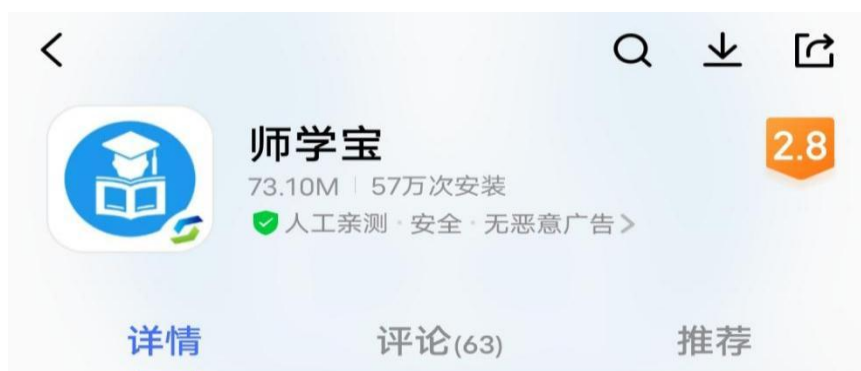 师学宝
2.8
73.10M | 57万次安装
人工亲测 · 安全 · 无恶意广告 >
详情 评论(63) 推荐